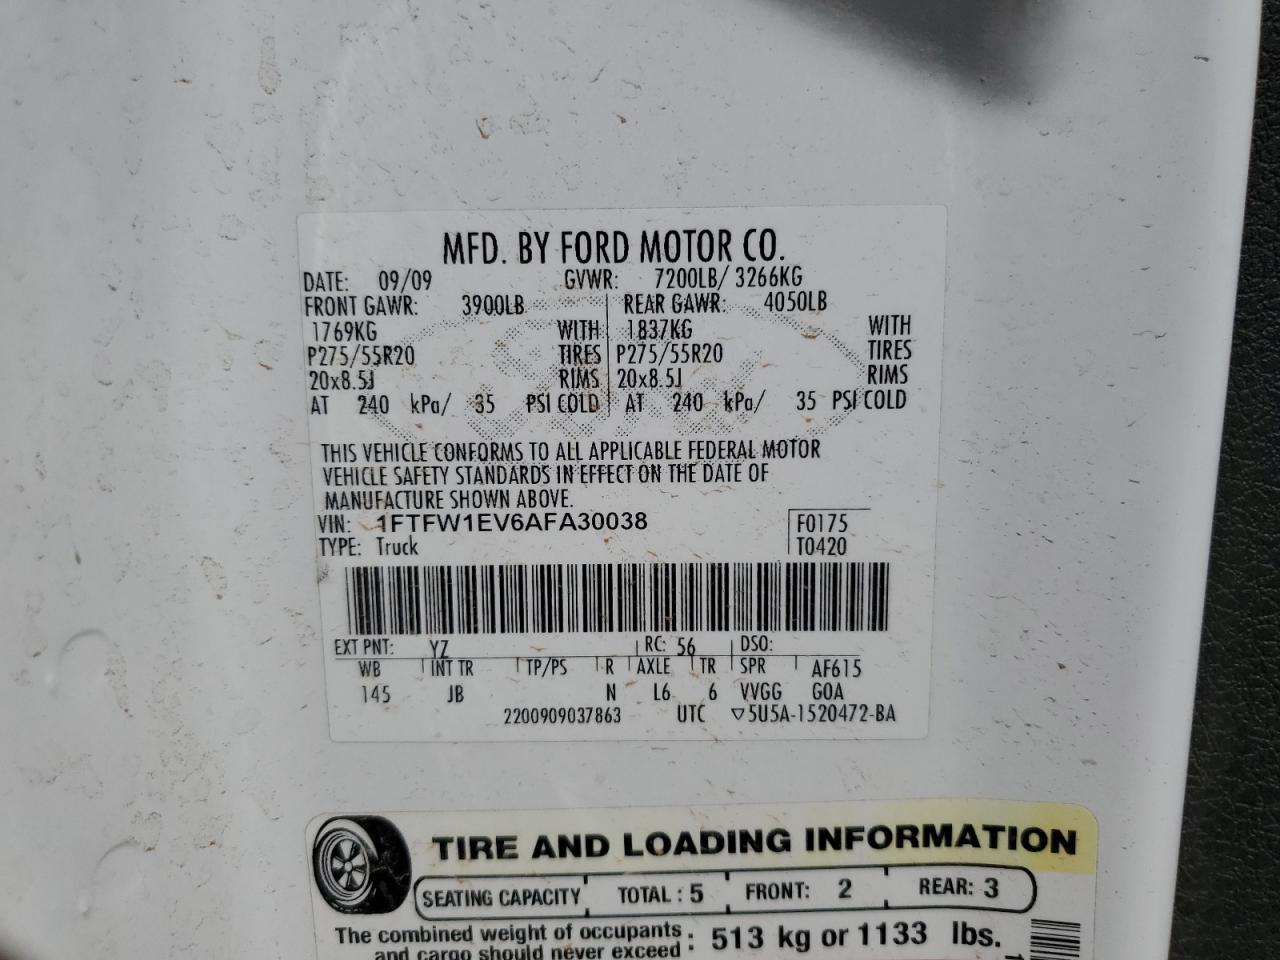 MFD. BY FORD MOTOR CO.
DATE: 09/09 GVWR: 7200LB/ 3266KG
FRONT GAWR: 3900LB REAR GAWR: 4050LB
1769KG WITH 1837KG WITH
P275/55R20 TIRES P275/55R20 TIRES
20x8.5J RIMS 20x8.5J RIMS
AT 240 kPa/ 35 PSI COLD AT 240 kPa/ 35 PSI COLD
THIS VEHICLE CONFORMS TO ALL APPLICABLE FEDERAL MOTOR
VEHICLE SAFETY STANDARDS IN EFFECT ON THE DATE OF
MANUFACTURE SHOWN ABOVE.
VIN: 1FTFW1EV6AFA30038 F0175
TYPE: Truck T0420
EXT PNT: YZ RC: 56 DSO:
WB INT TR TP/PS R AXLE TR SPR AF615
145 JB N L6 6 VVGG GOA
2200909037863 UTC ▽5U5A-1520472-BA
TIRE AND LOADING INFORMATION
SEATING CAPACITY TOTAL : 5 FRONT: 2 REAR: 3
The combined weight of occupants
and cargo should never exceed : 513 kg or 1133 lbs.